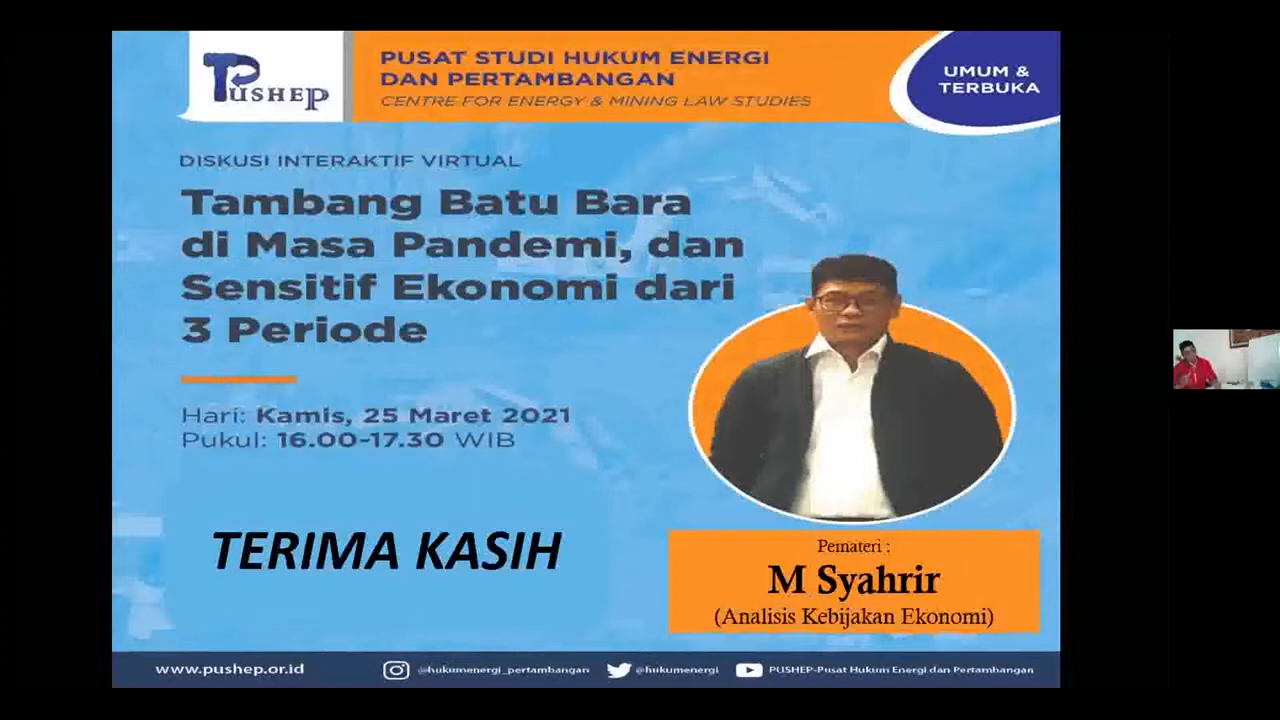 PUSHEP
PUSAT STUDI HUKUM ENERGI
DAN PERTAMBANGAN
CENTRE FOR ENERGY & MINING LAW STUDIES
UMUM &
TERBUKA
DISKUSI INTERAKTIF VIRTUAL
Tambang Batu Bara
di Masa Pandemi, dan
Sensitif Ekonomi dari
3 Periode
Hari: Kamis, 25 Maret 2021
Pukul: 16.00-17.30 WIB
TERIMA KASIH
Pemateri :
M Syahrir
(Analisis Kebijakan Ekonomi)
www.pushep.or.id
@hukumenergi_pertambangan
@hukumenergi
PUSHEP-Pusat Hukum Energi dan Pertambangan